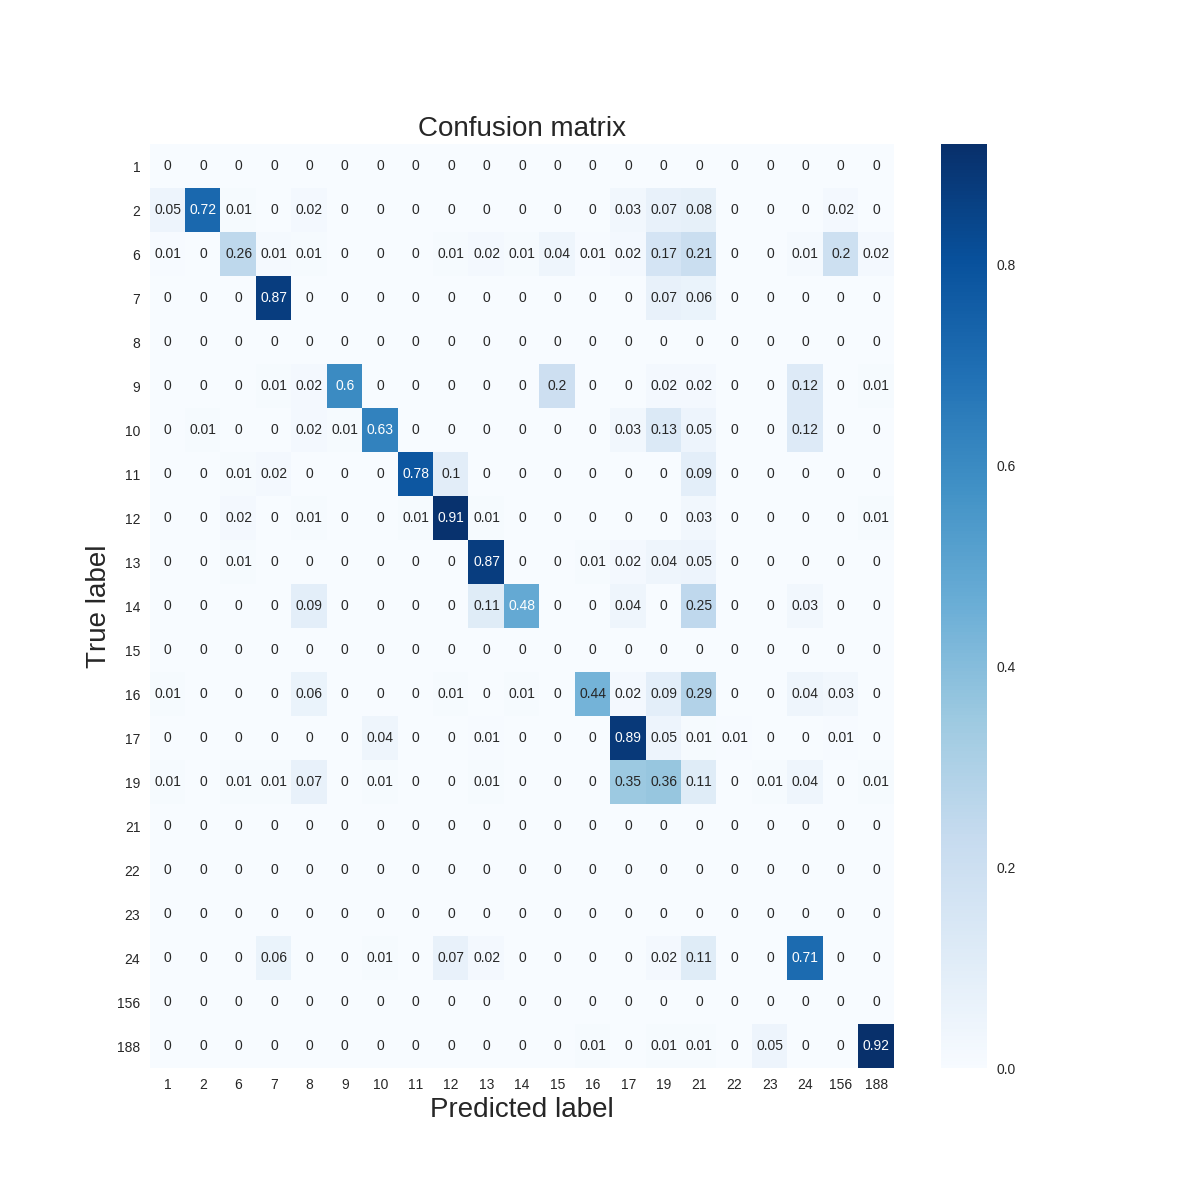 Confusion matrix
1 0 0 0 0 0 0 0 0 0 0 0 0 0 0 0 0 0 0 0 0 0
2 0.05 0.72 0.01 0 0.02 0 0 0 0 0 0 0 0 0.03 0.07 0.08 0 0 0 0.02 0
6 0.01 0 0.26 0.01 0.01 0 0 0 0.01 0.02 0.01 0.04 0.01 0.02 0.17 0.21 0 0 0.01 0.2 0.02
0.8
7 0 0 0 0.87 0 0 0 0 0 0 0 0 0 0 0.07 0.06 0 0 0 0 0
8 0 0 0 0 0 0 0 0 0 0 0 0 0 0 0 0 0 0 0 0 0
9 0 0 0 0.01 0.02 0.6 0 0 0 0 0 0.2 0 0 0.02 0.02 0 0 0.12 0 0.01
10 0 0.01 0 0 0.02 0.01 0.63 0 0 0 0 0 0 0.03 0.13 0.05 0 0 0.12 0 0
0.6
11 0 0 0.01 0.02 0 0 0 0.78 0.1 0 0 0 0 0 0 0.09 0 0 0 0 0
12 0 0 0.02 0 0.01 0 0 0.01 0.91 0.01 0 0 0 0 0 0.03 0 0 0 0 0.01
13 0 0 0.01 0 0 0 0 0 0 0.87 0 0 0.01 0.02 0.04 0.05 0 0 0 0 0
14 0 0 0 0 0.09 0 0 0 0 0.11 0.48 0 0 0.04 0 0.25 0 0 0.03 0 0
15 0 0 0 0 0 0 0 0 0 0 0 0 0 0 0 0 0 0 0 0 0
0.4
16 0.01 0 0 0 0.06 0 0 0 0.01 0 0.01 0 0.44 0.02 0.09 0.29 0 0 0.04 0.03 0
17 0 0 0 0 0 0 0.04 0 0 0.01 0 0 0 0.89 0.05 0.01 0.01 0 0 0.01 0
19 0.01 0 0.01 0.01 0.07 0 0.01 0 0 0.01 0 0 0 0.35 0.36 0.11 0 0.01 0.04 0 0.01
21 0 0 0 0 0 0 0 0 0 0 0 0 0 0 0 0 0 0 0 0 0
22 0 0 0 0 0 0 0 0 0 0 0 0 0 0 0 0 0 0 0 0 0
0.2
23 0 0 0 0 0 0 0 0 0 0 0 0 0 0 0 0 0 0 0 0 0
24 0 0 0 0.06 0 0 0.01 0 0.07 0.02 0 0 0 0 0.02 0.11 0 0 0.71 0 0
156 0 0 0 0 0 0 0 0 0 0 0 0 0 0 0 0 0 0 0 0 0
188 0 0 0 0 0 0 0 0 0 0 0 0 0.01 0 0.01 0.01 0 0.05 0 0 0.92
0.0
1 2 6 7 8 9 10 11 12 13 14 15 16 17 19 21 22 23 24 156 188
Predicted label
True label